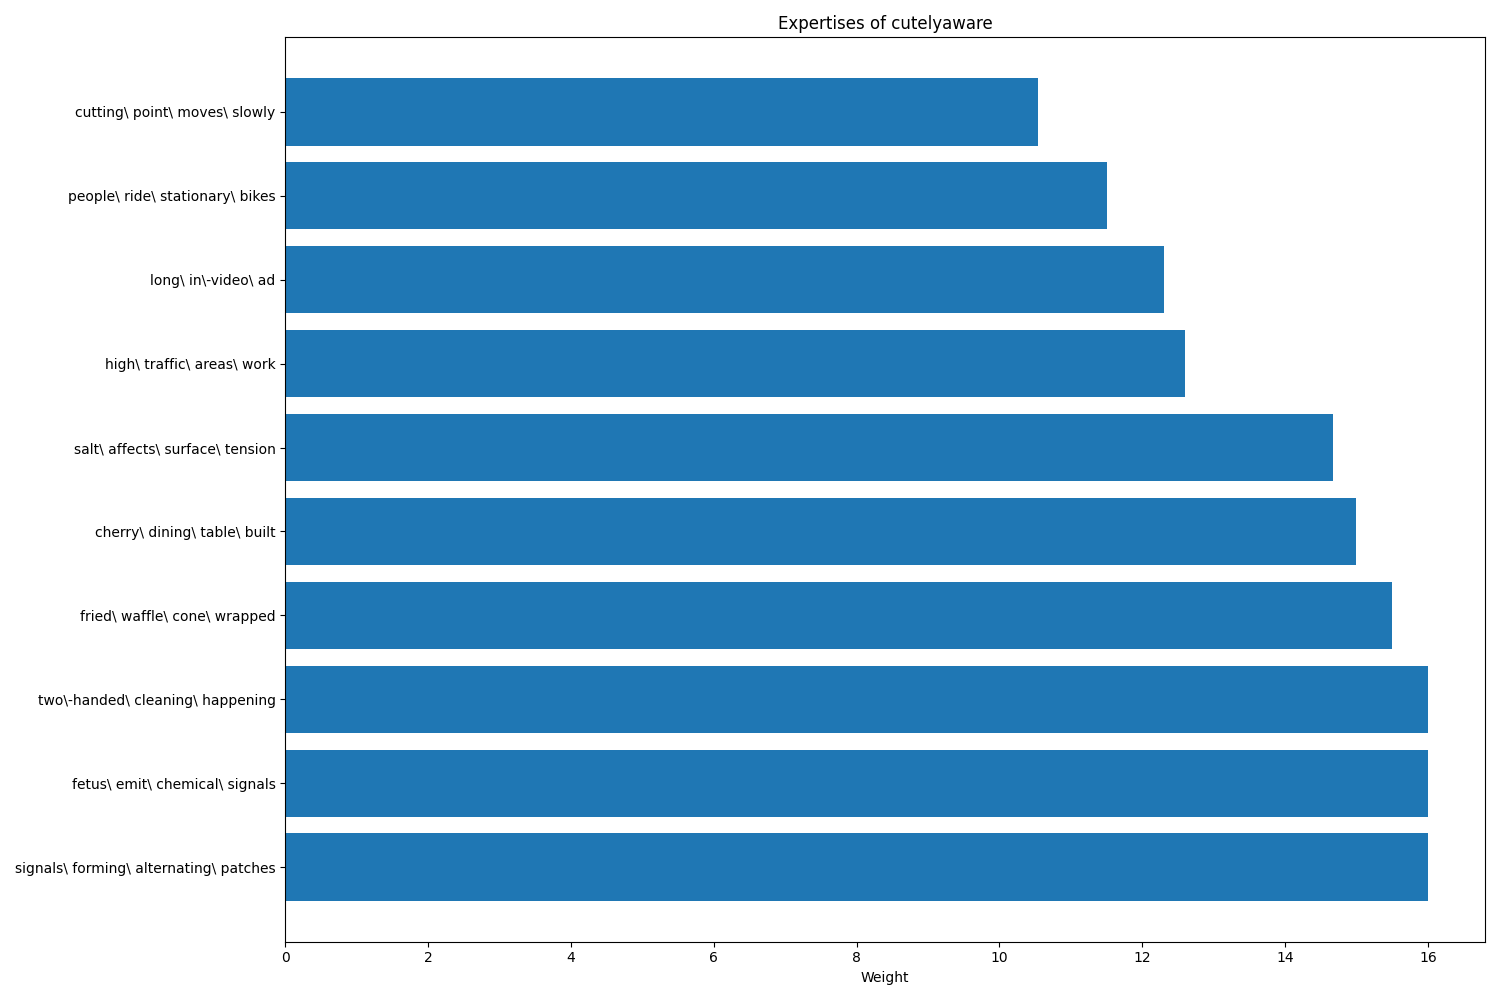 Expertises of cutelyaware
cutting\ point\ moves\ slowly
people\ ride\ stationary\ bikes
long\ in\-video\ ad
high\ traffic\ areas\ work
salt\ affects\ surface\ tension
cherry\ dining\ table\ built
fried\ waffle\ cone\ wrapped
two\-handed\ cleaning\ happening
fetus\ emit\ chemical\ signals
signals\ forming\ alternating\ patches
0 2 4 6 8 10 12 14 16
Weight